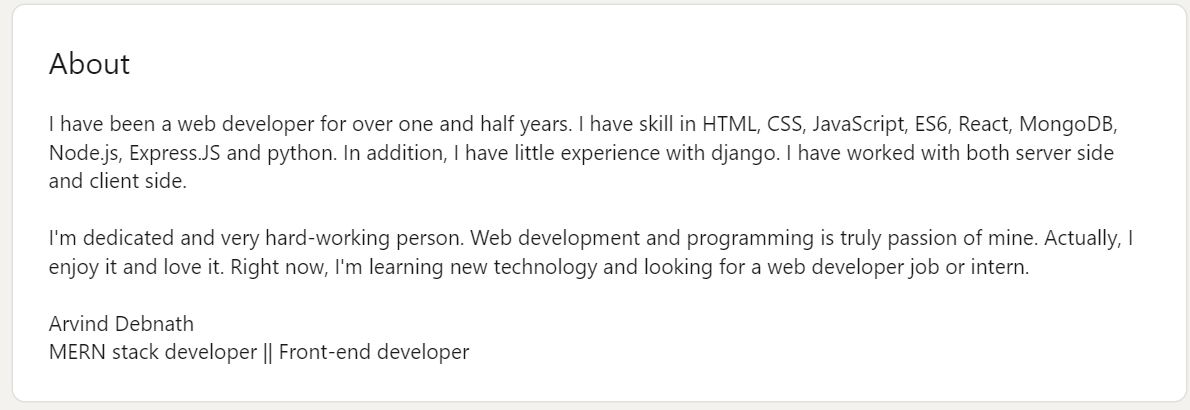 About
I have been a web developer for over one and half years. I have skill in HTML, CSS, JavaScript, ES6, React, MongoDB,
Node.js, Express.JS and python. In addition, I have little experience with django. I have worked with both server side
and client side.
I'm dedicated and very hard-working person. Web development and programming is truly passion of mine. Actually, I
enjoy it and love it. Right now, I'm learning new technology and looking for a web developer job or intern.
Arvind Debnath
MERN stack developer || Front-end developer